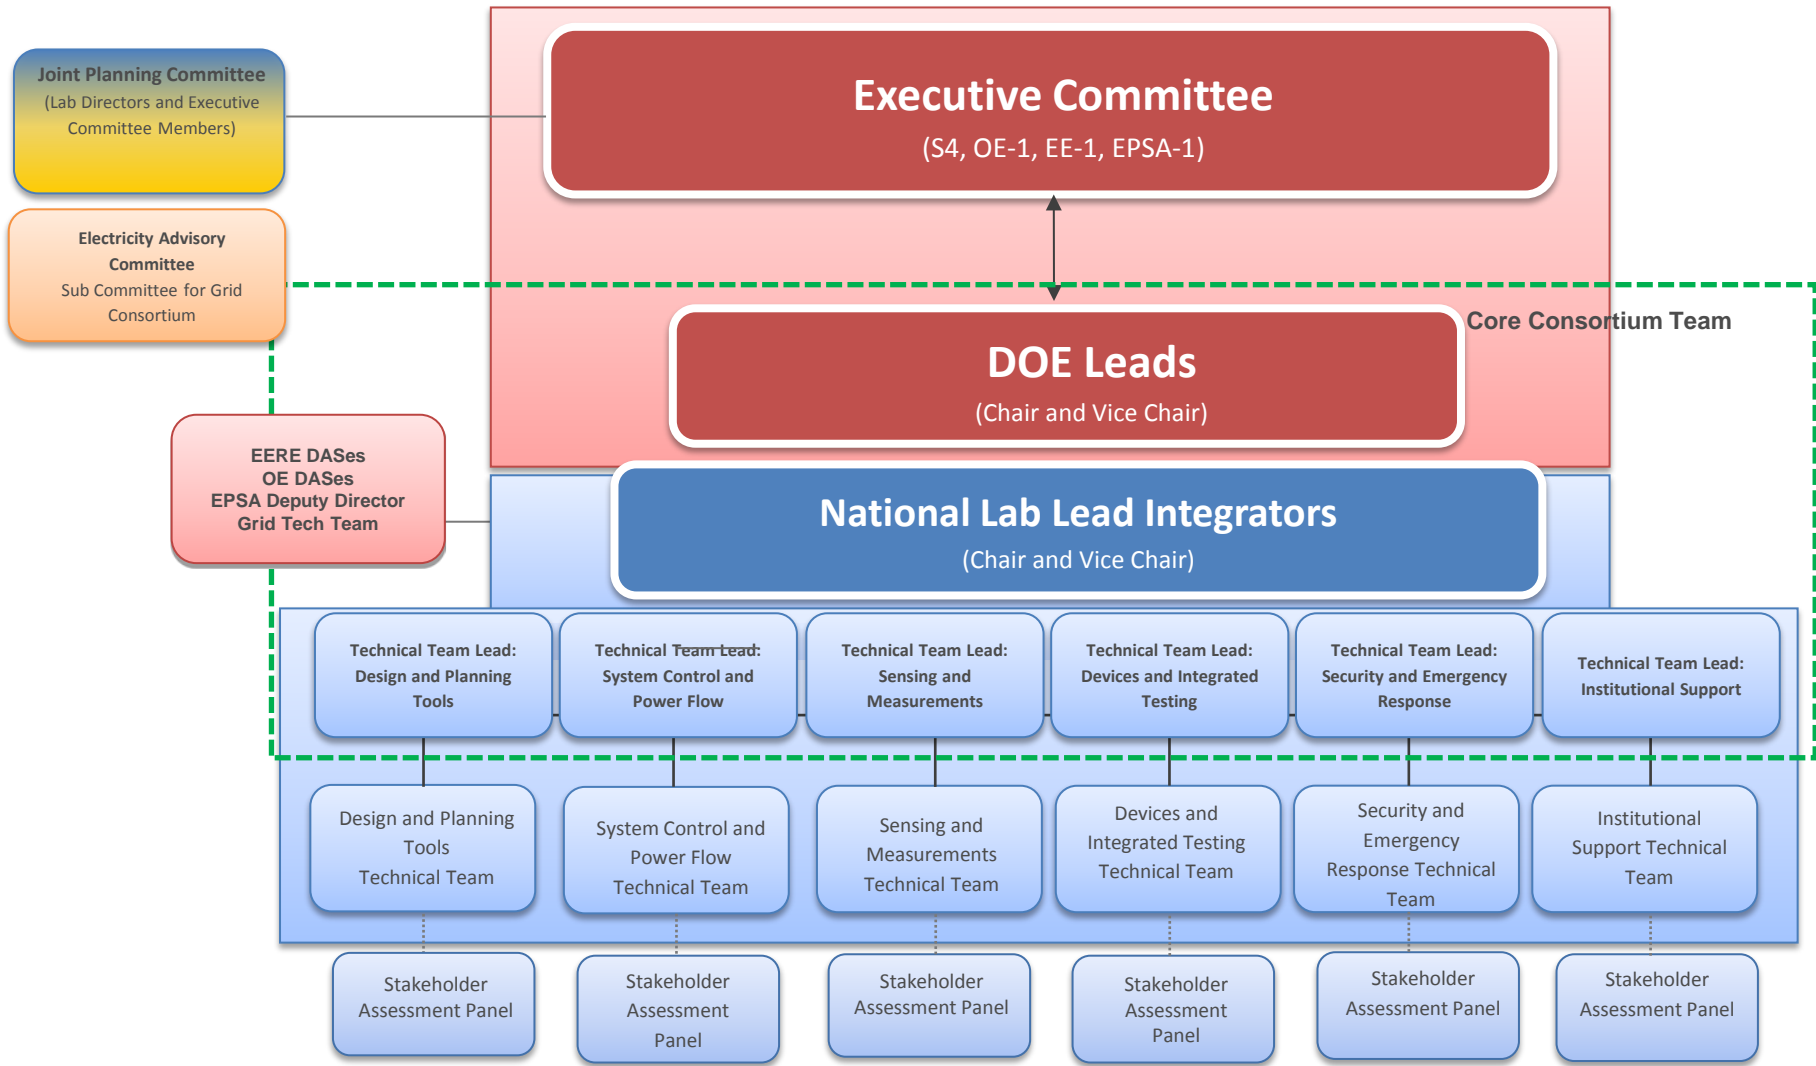 Joint Planning Committee
(Lab Directors and Executive
Committee Members)
Executive Committee
(S4, OE-1, EE-1, EPSA-1)
Electricity Advisory
Committee
Sub Committee for Grid
Consortium
Core Consortium Team
DOE Leads
(Chair and Vice Chair)
EERE DASes
OE DASes
EPSA Deputy Director
Grid Tech Team
National Lab Lead Integrators
(Chair and Vice Chair)
Technical Team Lead:
Design and Planning
Tools
Technical Team Lead:
System Control and
Power Flow
Technical Team Lead:
Sensing and
Measurements
Technical Team Lead:
Devices and Integrated
Testing
Technical Team Lead:
Security and Emergency
Response
Technical Team Lead:
Institutional Support
Design and Planning
Tools
Technical Team
System Control and
Power Flow
Technical Team
Sensing and
Measurements
Technical Team
Devices and
Integrated Testing
Technical Team
Security and
Emergency
Response Technical
Team
Institutional
Support Technical
Team
Stakeholder
Assessment Panel
Stakeholder
Assessment
Panel
Stakeholder
Assessment Panel
Stakeholder
Assessment
Panel
Stakeholder
Assessment Panel
Stakeholder
Assessment Panel